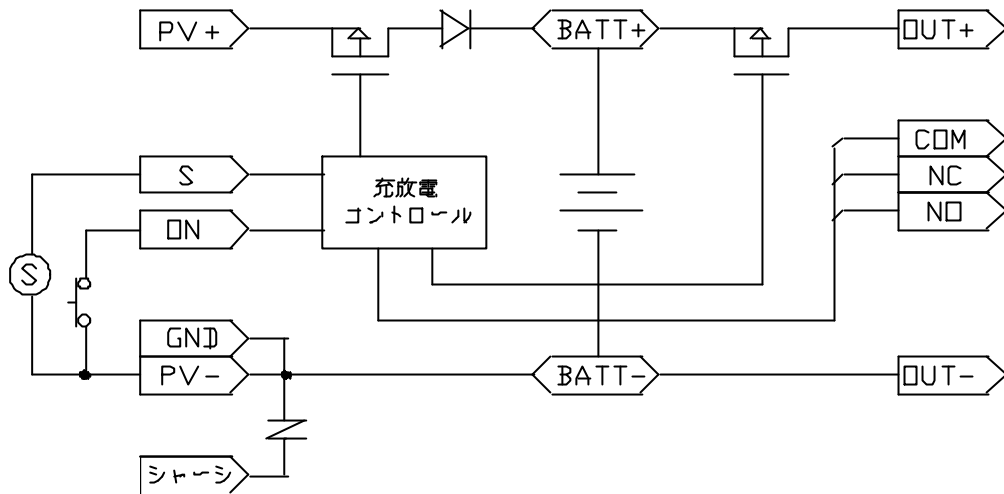 PV+
BATT+
OUT+
COM
S
充放電
コントロール
NC
ON
NO
S
GND
PV-
BATT-
OUT-
シャーシ